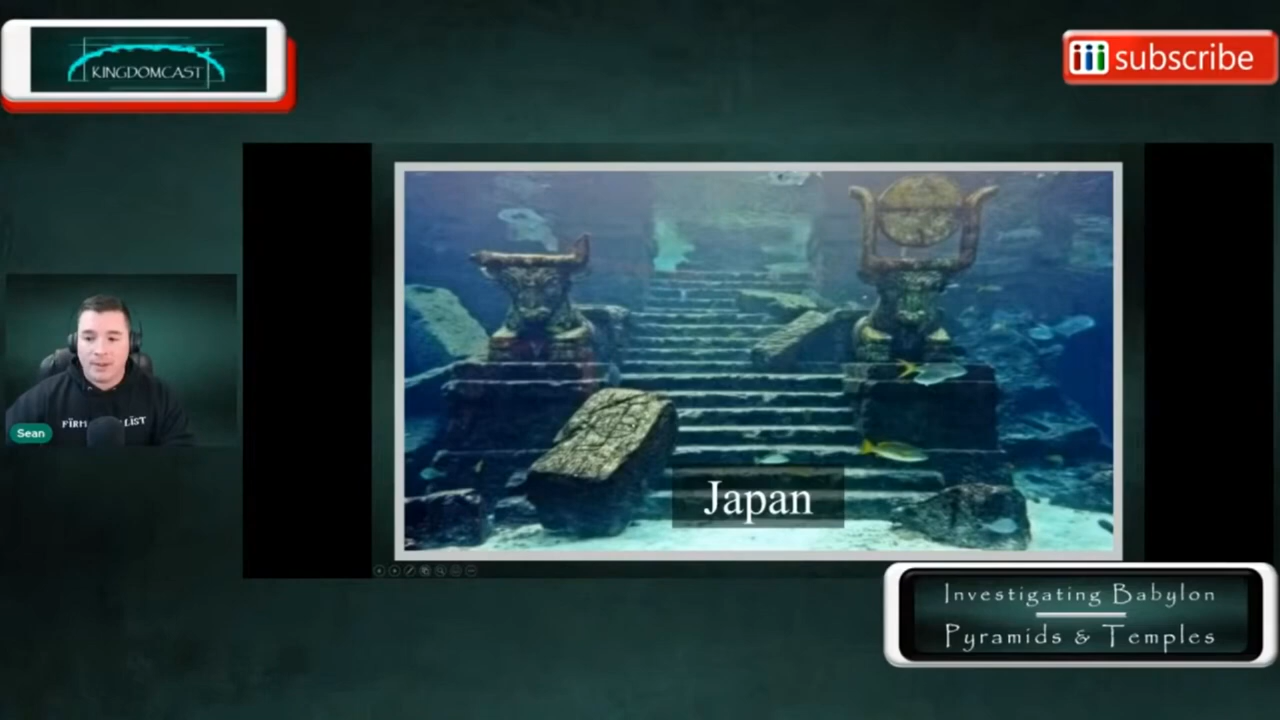 KINGDOMCAST
subscribe
Japan
Sean
Investigating Babylon
Pyramids & Temples